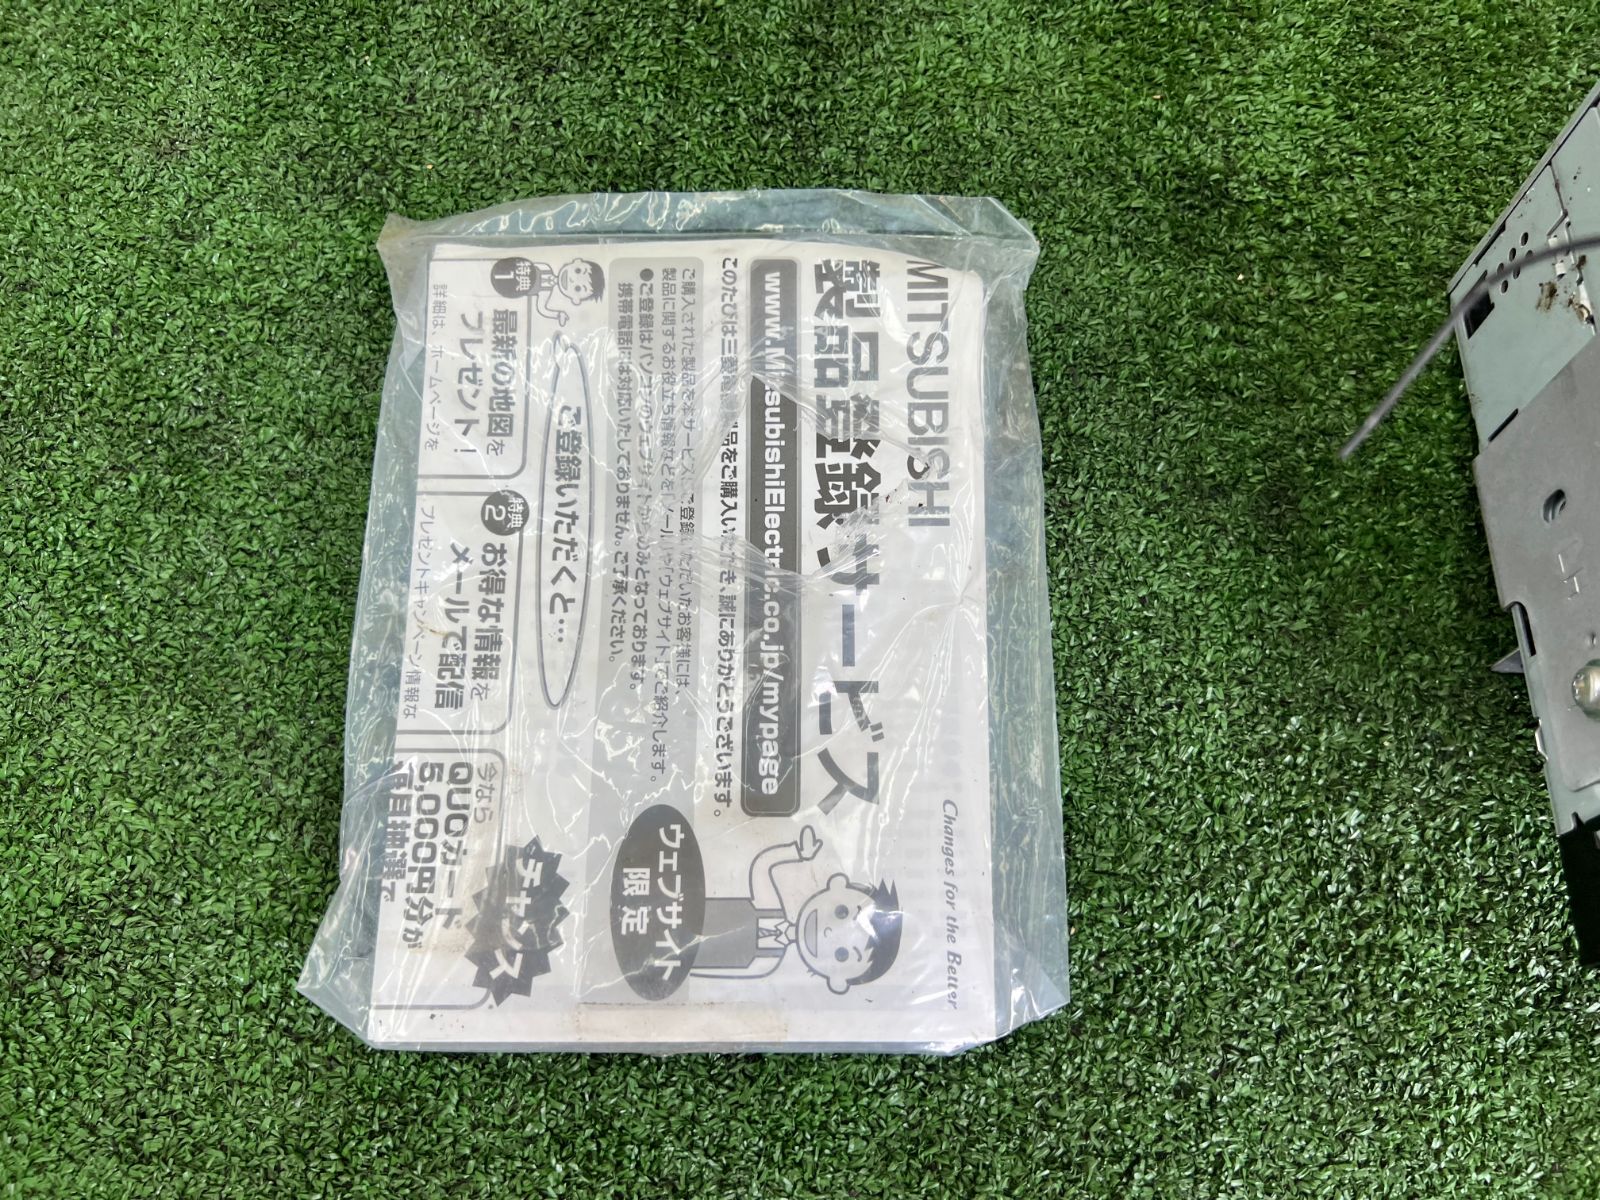 MITSUBISHI
Changes for the Better
製品登録サービス
www.MitsubishiElectric.co.jp/mypage
このたびは三菱電機製品をご購入いただき、誠にありがとうございます。
ご購入された製品を本サービスにご登録いただいたお客様には、
製品に関するお役立ち情報などを「メール」や「ウェブサイト」でご紹介します。
●ご登録はパソコンのウェブサイトからのみとなっております。
携帯電話には対応いたしておりません。ご了承ください。
ウェブサイト
限定
ご登録いただくと…
特典
1
最新の地図を
プレゼント!
詳細は、ホームページを
特典
2
お得な情報を
メールで配信
プレゼントキャンペーン情報な
チャンス
今なら
QUOカード
5,000円分が
毎月抽選で